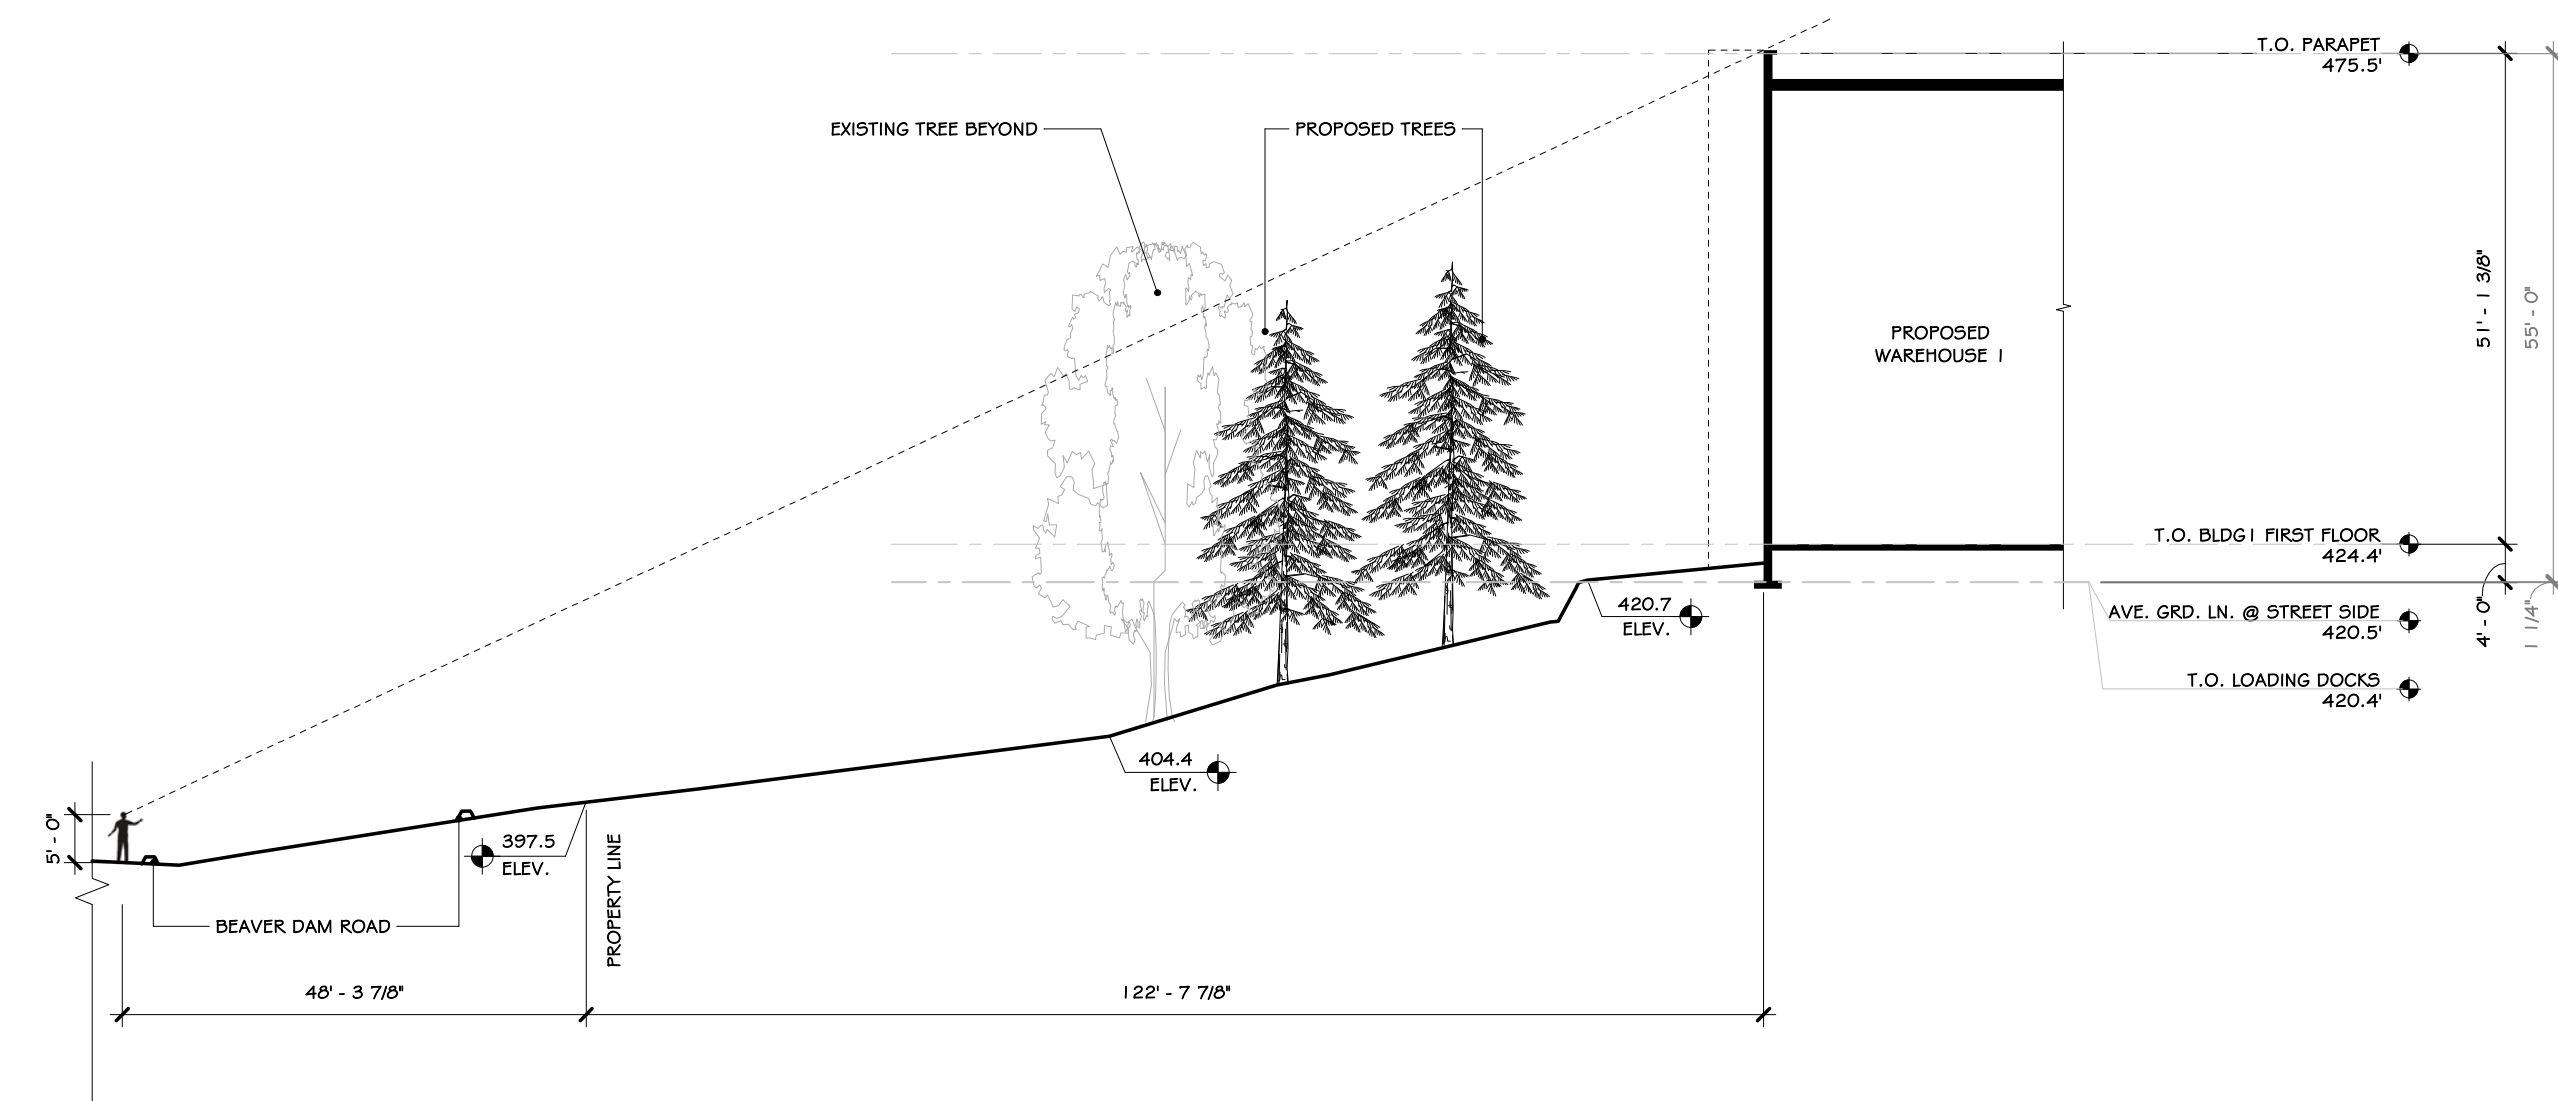 T.O. PARAPET
475.5'
EXISTING TREE BEYOND
PROPOSED TREES
51' - 1 3/8"
55' - 0"
PROPOSED
WAREHOUSE 1
T.O. BLDG1 FIRST FLOOR
424.4'
420.7
ELEV.
AVE. GRD. LN. @ STREET SIDE
420.5'
4' - 0"
1 1/4"
T.O. LOADING DOCKS
420.4'
404.4
ELEV.
5' - 0"
397.5
ELEV.
PROPERTY LINE
BEAVER DAM ROAD
48' - 3 7/8"
122' - 7 7/8"